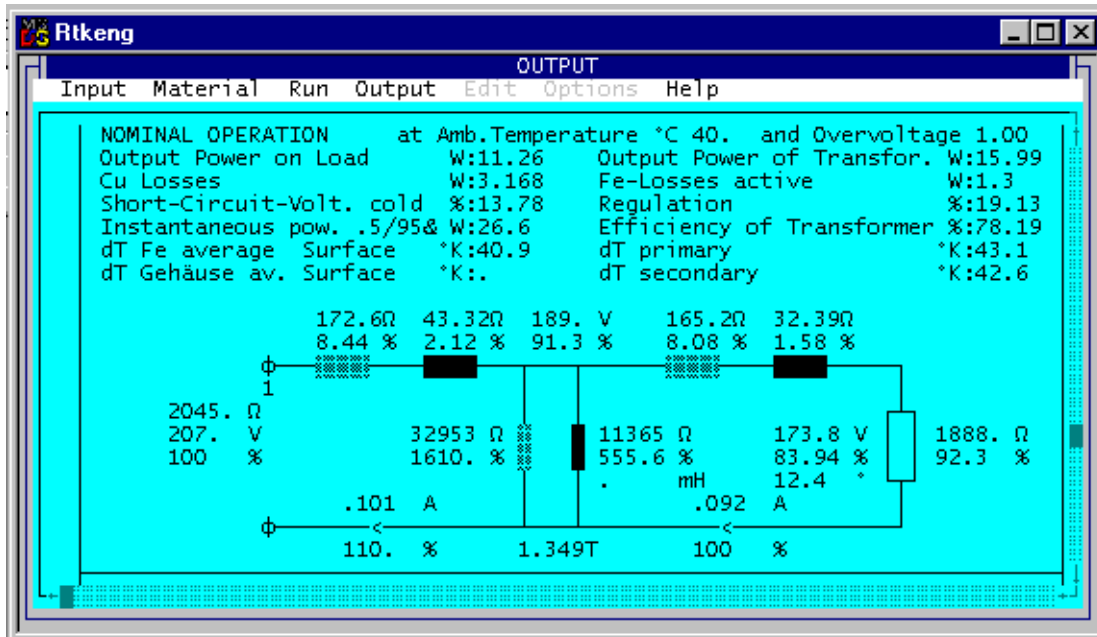 Rtkeng
OUTPUT
Input Material Run Output Edit Options Help
NOMINAL OPERATION at Amb.Temperature °C 40. and Overvoltage 1.00
Output Power on Load W:11.26 Output Power of Transfor. W:15.99
Cu Losses W:3.168 Fe-Losses active W:1.3
Short-Circuit-Volt. cold %:13.78 Regulation %:19.13
Instantaneous pow. .5/95& W:26.6 Efficiency of Transformer %:78.19
dT Fe average Surface °K:40.9 dT primary °K:43.1
dT Gehäuse av. Surface °K:. dT secondary °K:42.6
172.6Ω 43.32Ω 189. V 165.2Ω 32.39Ω
8.44 % 2.12 % 91.3 % 8.08 % 1.58 %
1
2045. Ω
207. V 32953 Ω 11365 Ω 173.8 V 1888. Ω
100 % 1610. % 555.6 % 83.94 % 92.3 %
. mH 12.4 °
.101 A .092 A
110. % 1.349T 100 %